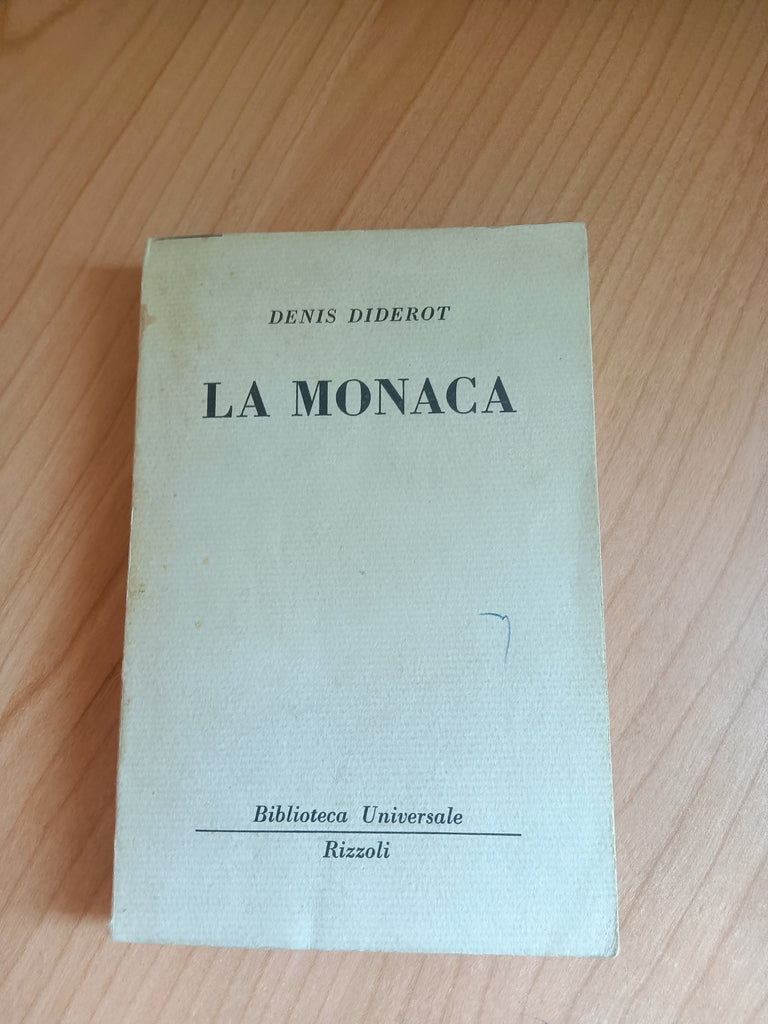 DENIS DIDEROT
LA MONACA
Biblioteca Universale
Rizzoli